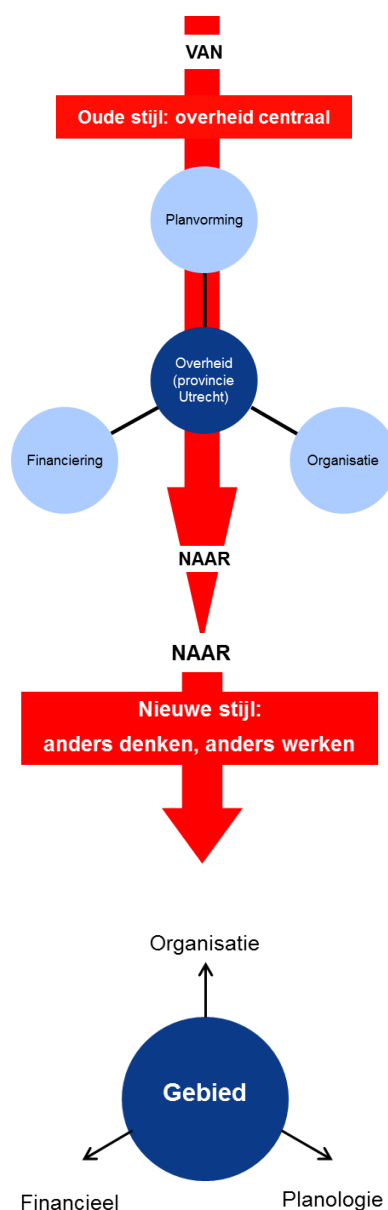 VAN
Oude stijl: overheid centraal
Planvorming
Overheid
(provincie
Utrecht)
Financiering
Organisatie
NAAR
NAAR
Nieuwe stijl:
anders denken, anders werken
Organisatie
Gebied
Financieel
Planologie